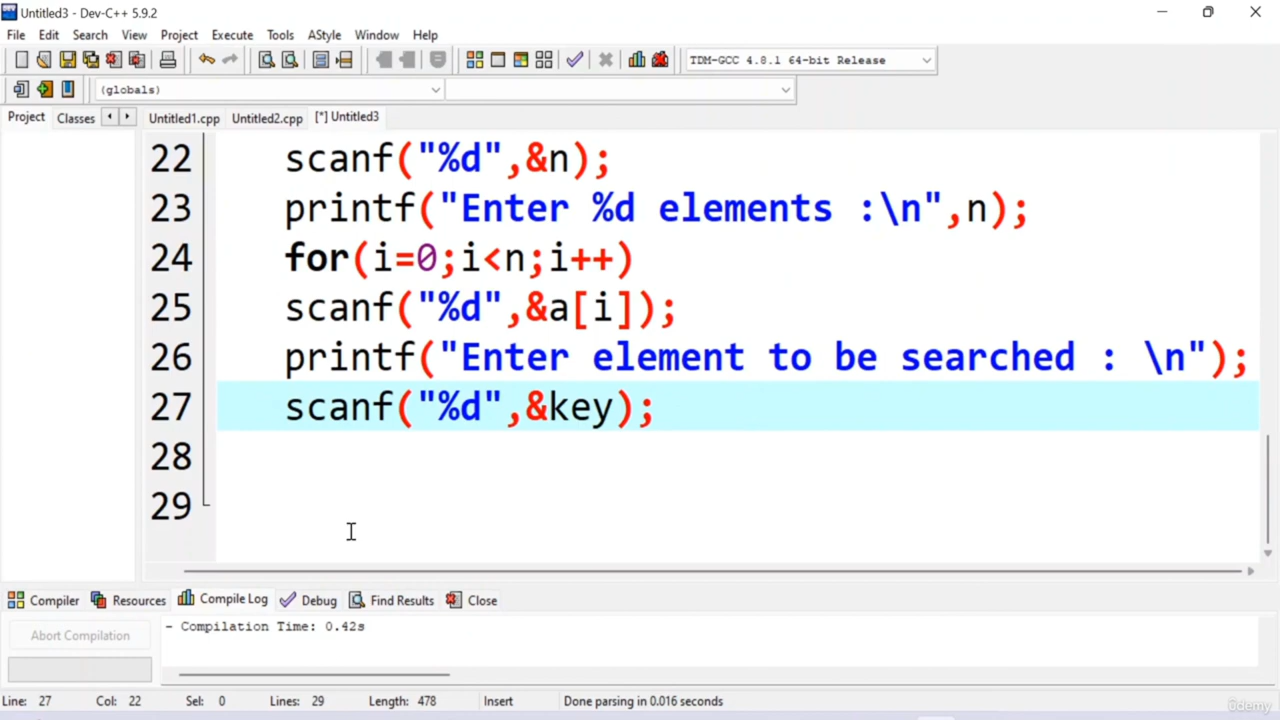 Untitled3 - Dev-C++ 5.9.2
File Edit Search View Project Execute Tools AStyle Window Help
TDM-GCC 4.8.1 64-bit Release
(globals)
Project Classes Untitled1.cpp Untitled2.cpp [*] Untitled3
22 scanf("%d",&n);
23 printf("Enter %d elements :\n",n);
24 for(i=0;i<n;i++)
25 scanf("%d",&a[i]);
26 printf("Enter element to be searched : \n");
27 scanf("%d",&key);
28
29
Compiler Resources Compile Log Debug Find Results Close
Abort Compilation
- Compilation Time: 0.42s
Line: 27 Col: 22 Sel: 0 Lines: 29 Length: 478 Insert Done parsing in 0.016 seconds
ûdemy